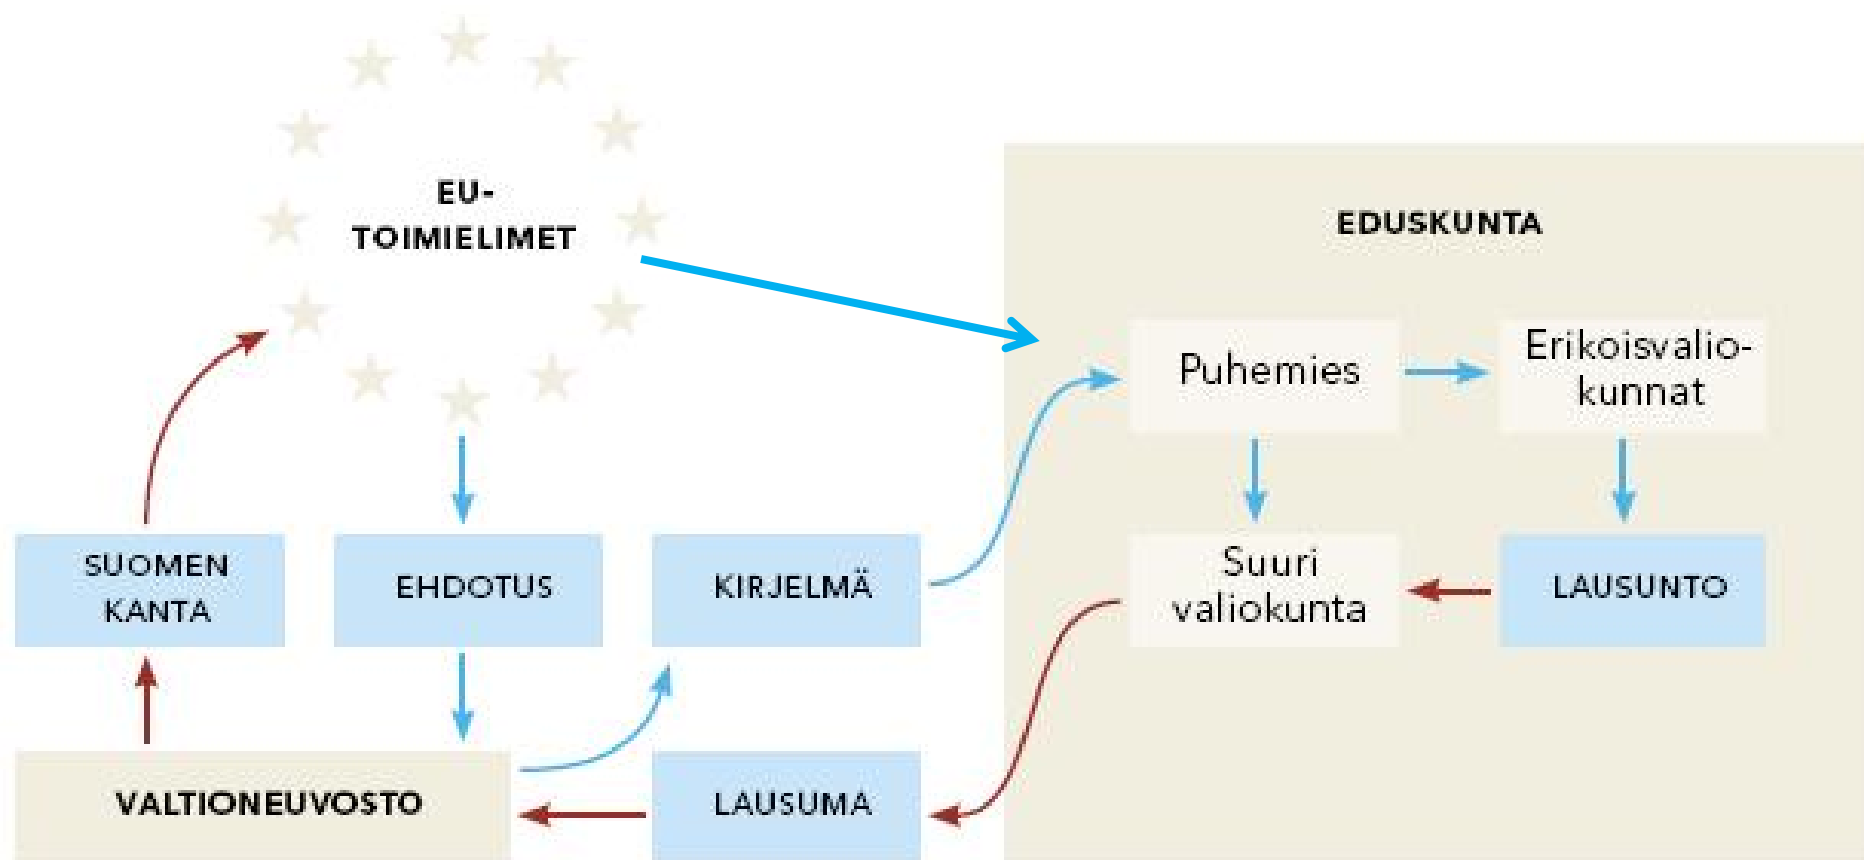 EU-
TOIMIELIMET
EDUSKUNTA
Puhemies
Erikoisvalio-
kunnat
SUOMEN
KANTA
EHDOTUS
KIRJELMÄ
Suuri
valiokunta
LAUSUNTO
VALTIONEUVOSTO
LAUSUMA